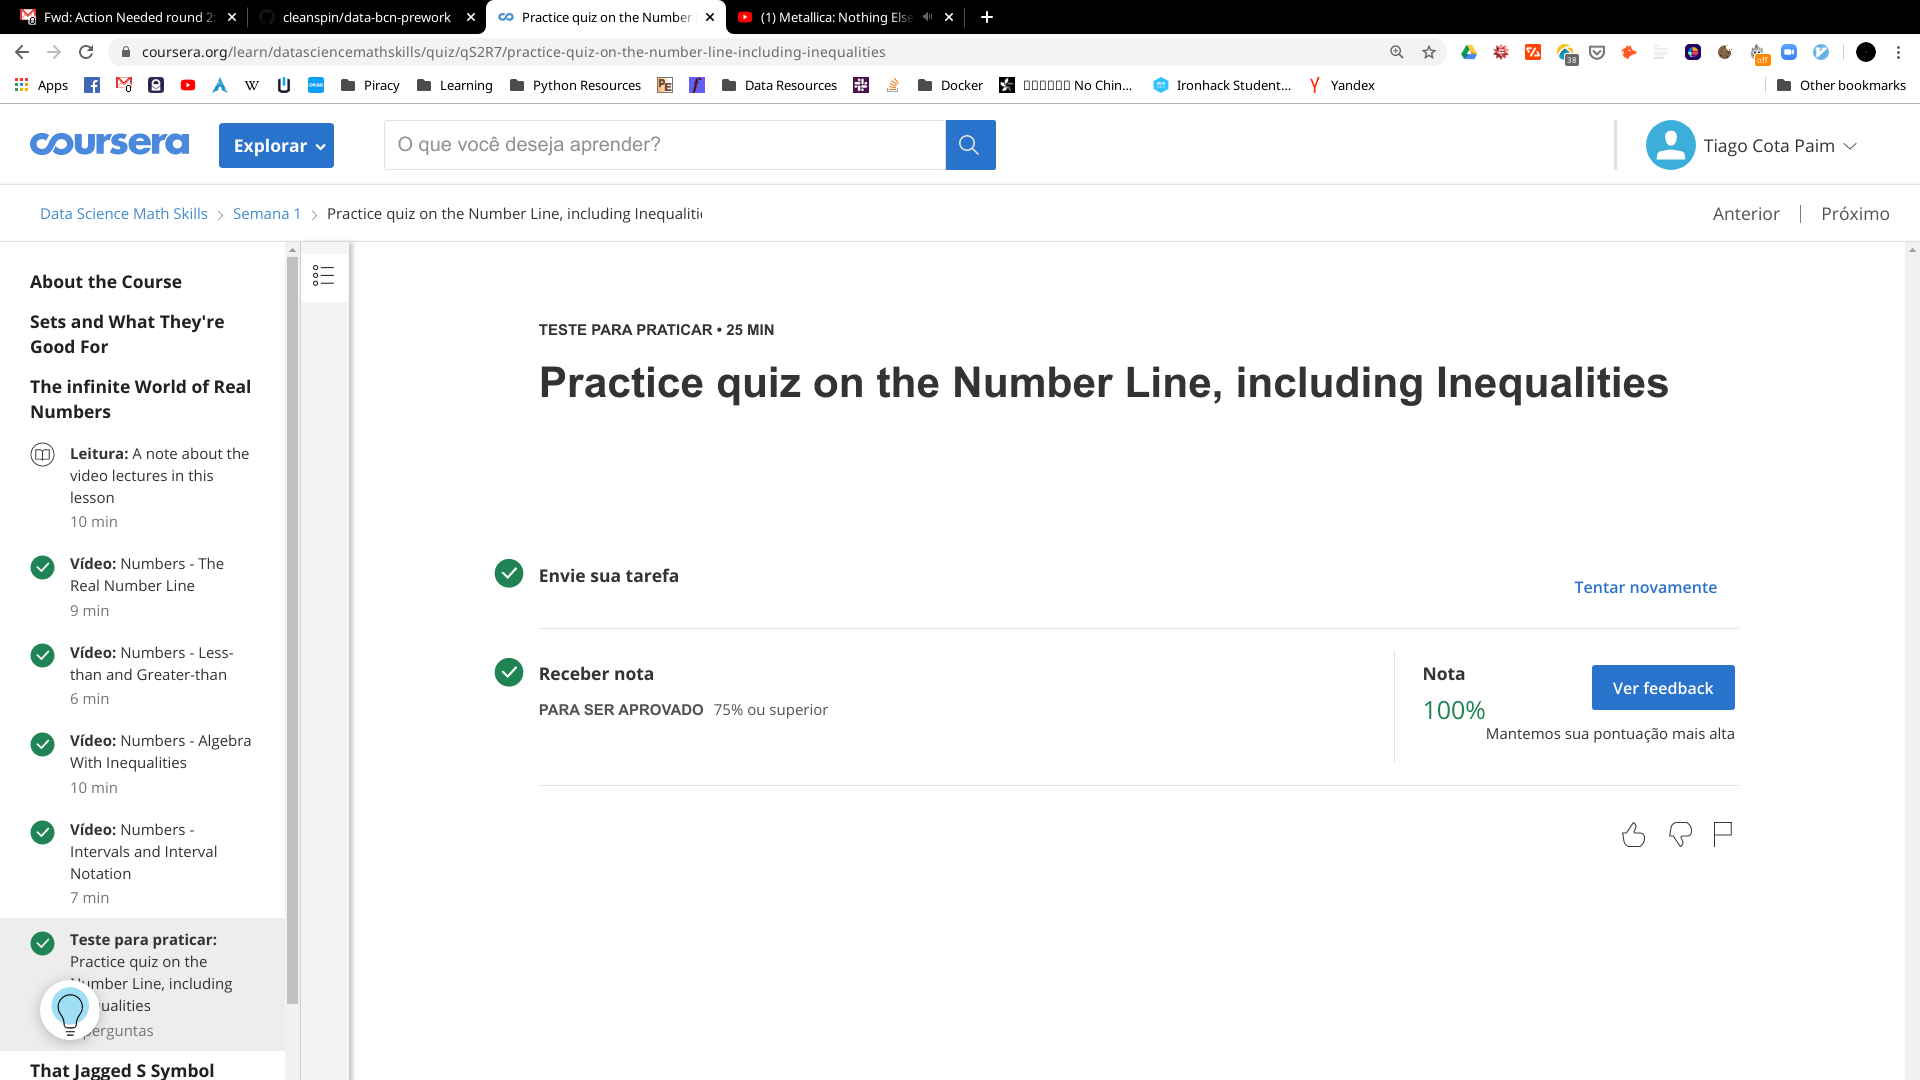 Fwd: Action Needed round 2:
cleanspin/data-bcn-prework
Practice quiz on the Number
(1) Metallica: Nothing Else
coursera.org/learn/datasciencemathskills/quiz/qS2R7/practice-quiz-on-the-number-line-including-inequalities
38
off
Apps
Piracy
Learning
Python Resources
Data Resources
Docker
No Chin...
Ironhack Student...
Yandex
Other bookmarks
coursera
Explorar
O que você deseja aprender?
Tiago Cota Paim
Data Science Math Skills
Semana 1
Practice quiz on the Number Line, including Inequaliti
Anterior
Próximo
About the Course
Sets and What They're
Good For
The infinite World of Real
Numbers
Leitura: A note about the
video lectures in this
lesson
10 min
Vídeo: Numbers - The
Real Number Line
9 min
Vídeo: Numbers - Less-
than and Greater-than
6 min
Vídeo: Numbers - Algebra
With Inequalities
10 min
Vídeo: Numbers -
Intervals and Interval
Notation
7 min
Teste para praticar:
Practice quiz on the
Number Line, including
qualities
perguntas
That Jagged S Symbol
TESTE PARA PRATICAR • 25 MIN
Practice quiz on the Number Line, including Inequalities
Envie sua tarefa
Tentar novamente
Receber nota
PARA SER APROVADO 75% ou superior
Nota
100%
Ver feedback
Mantemos sua pontuação mais alta